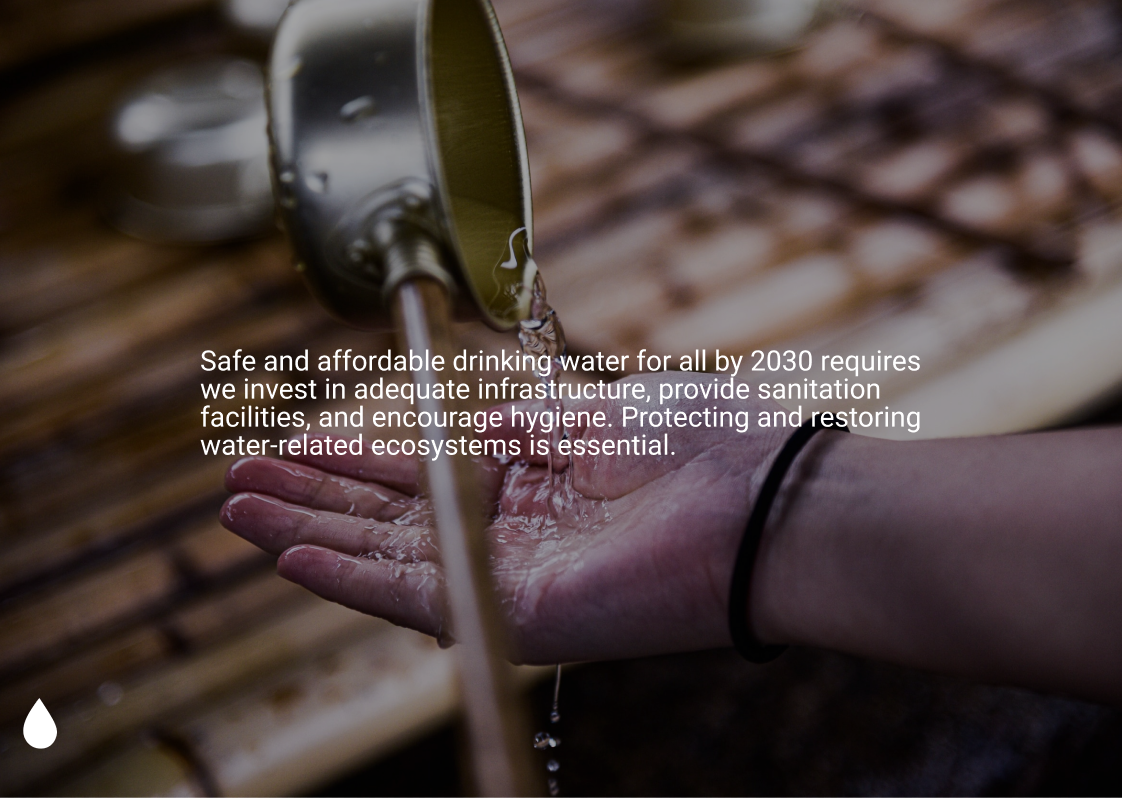 Safe and affordable drinking water for all by 2030 requires
we invest in adequate infrastructure, provide sanitation
facilities, and encourage hygiene. Protecting and restoring
water-related ecosystems is essential.